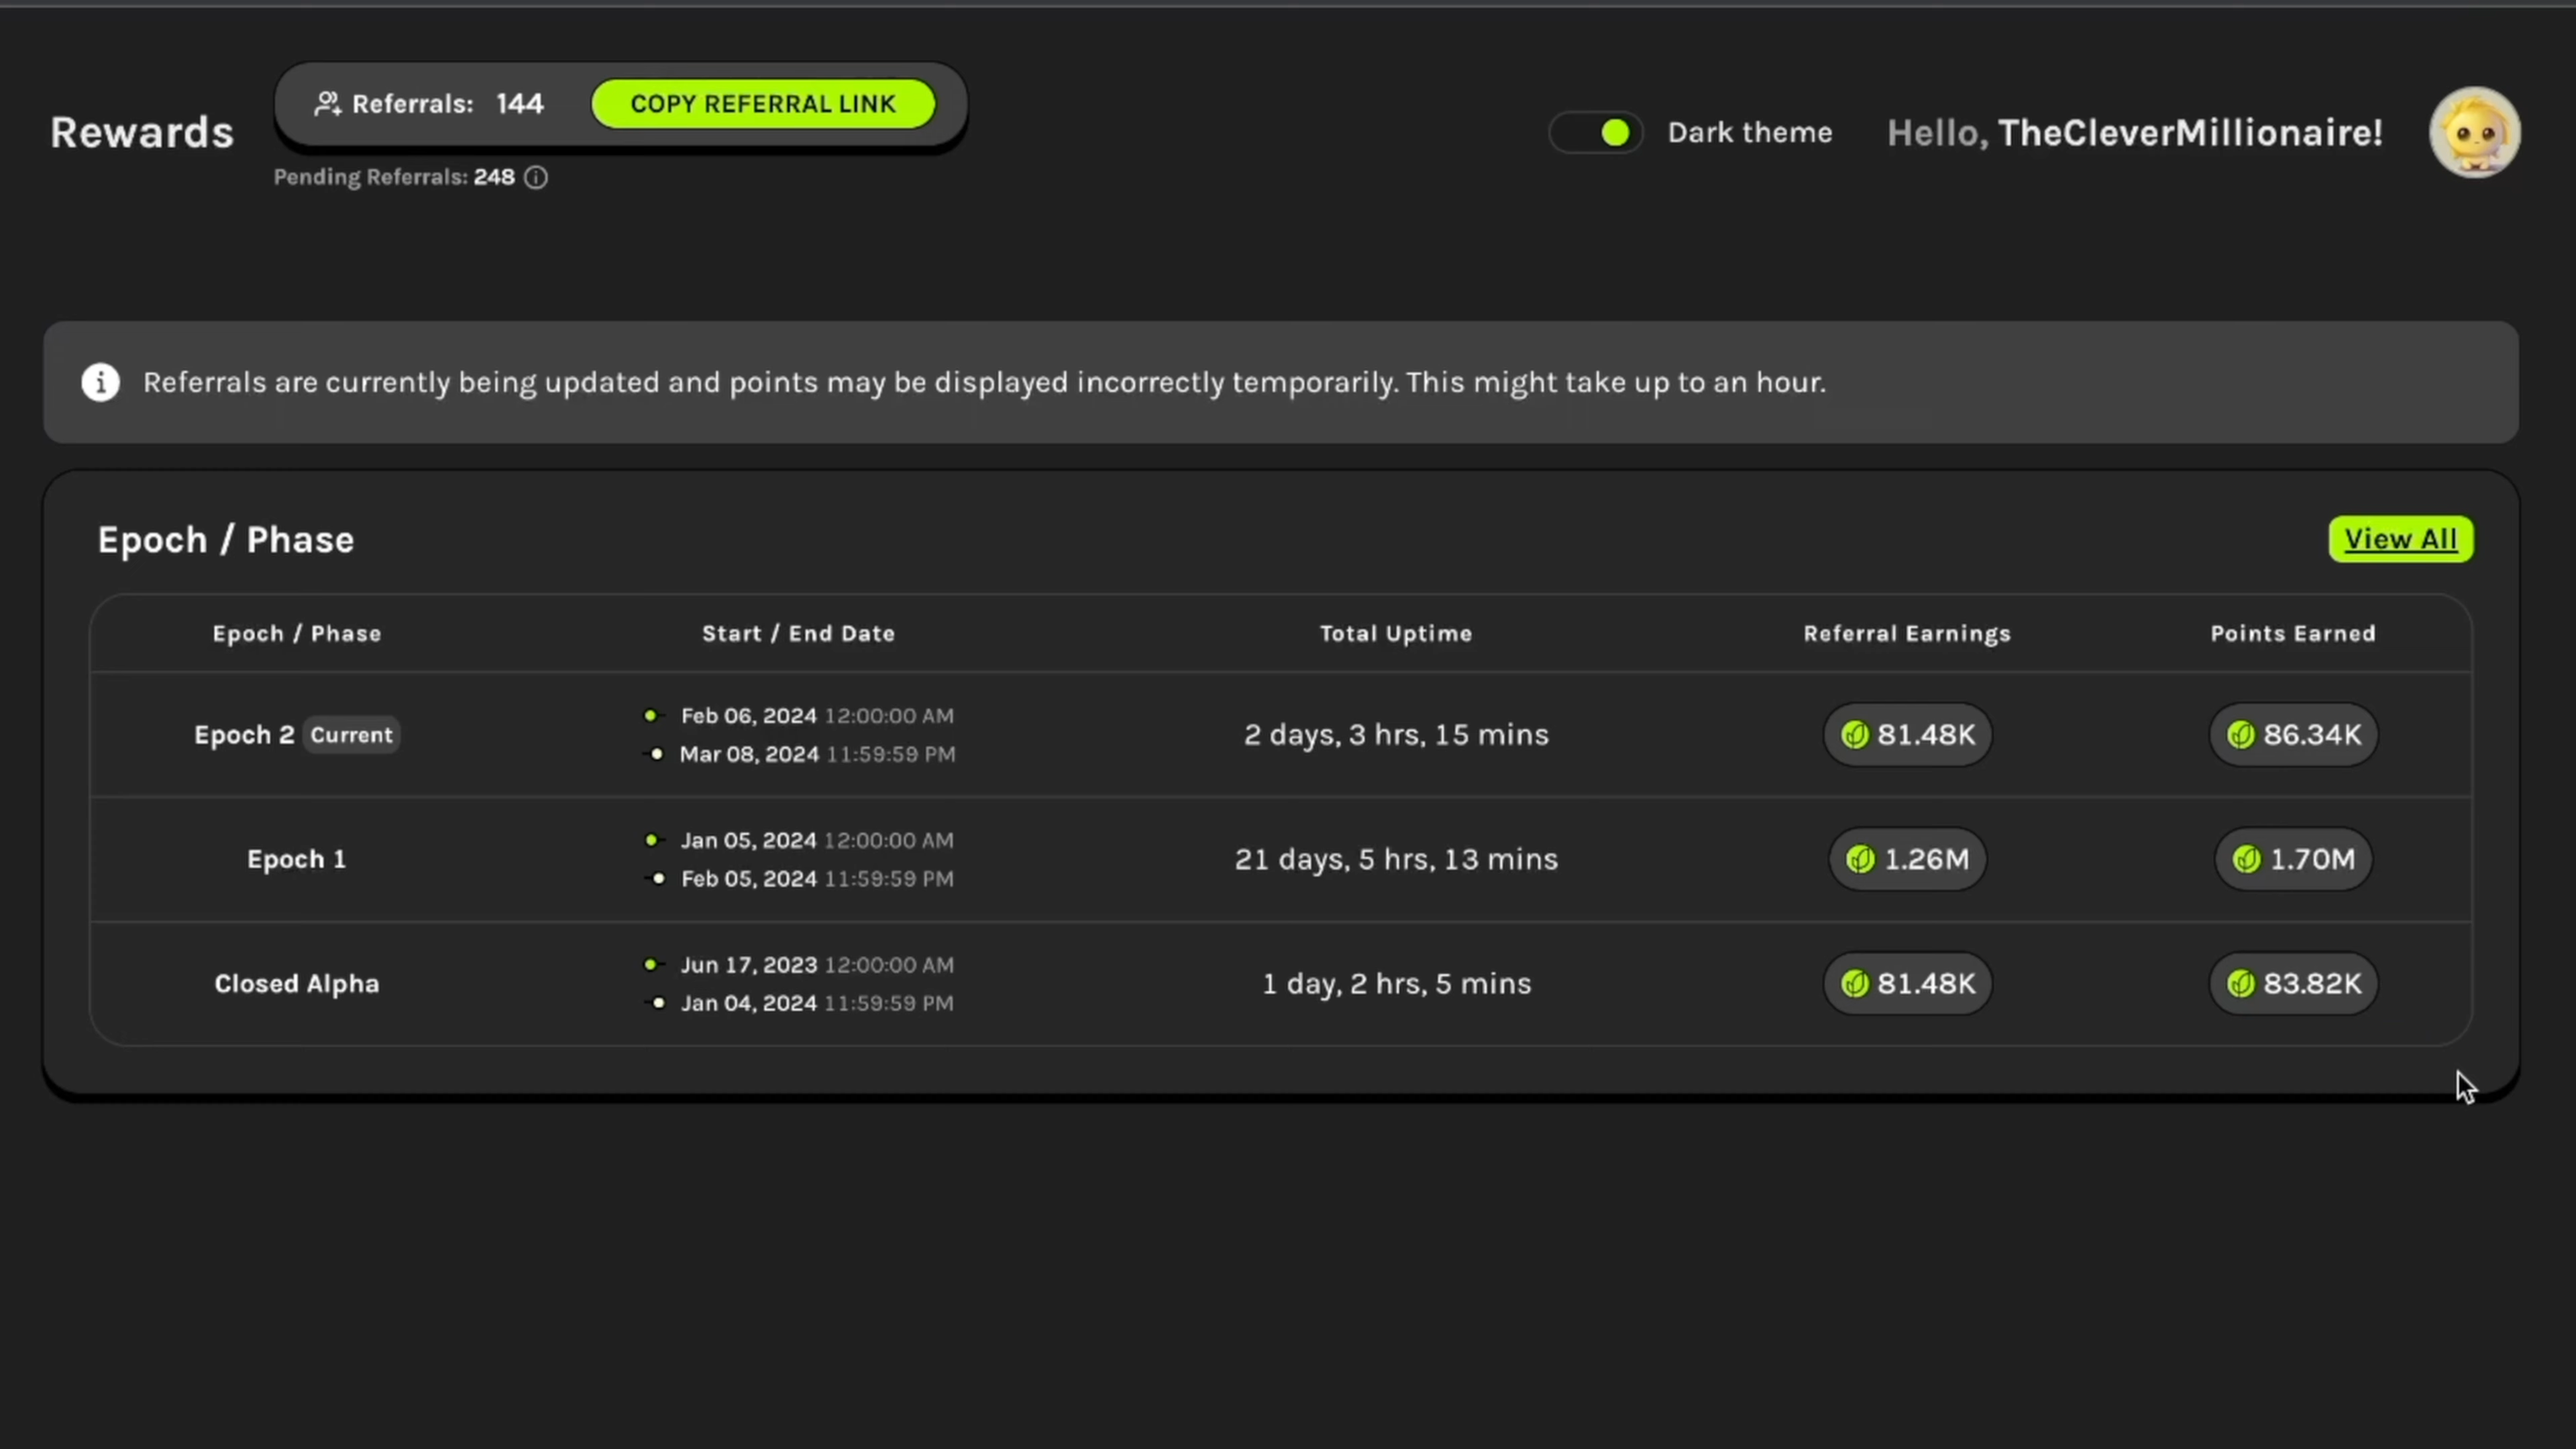 Rewards
Referrals: 144
COPY REFERRAL LINK
Pending Referrals: 248
Dark theme
Hello, TheCleverMillionaire!
Referrals are currently being updated and points may be displayed incorrectly temporarily. This might take up to an hour.
Epoch / Phase
View All
Epoch / Phase Start / End Date Total Uptime Referral Earnings Points Earned
Feb 06, 2024 12:00:00 AM
Epoch 2 Current 2 days, 3 hrs, 15 mins 81.48K 86.34K
Mar 08, 2024 11:59:59 PM
Jan 05, 2024 12:00:00 AM
Epoch 1 21 days, 5 hrs, 13 mins 1.26M 1.70M
Feb 05, 2024 11:59:59 PM
Jun 17, 2023 12:00:00 AM
Closed Alpha 1 day, 2 hrs, 5 mins 81.48K 83.82K
Jan 04, 2024 11:59:59 PM